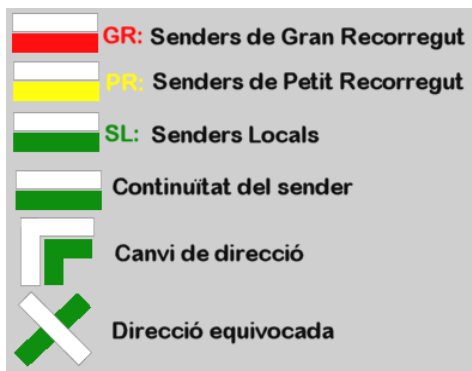 GR: Senders de Gran Recorregut
PR: Senders de Petit Recorregut
SL: Senders Locals
Continuïtat del sender
Canvi de direcció
Direcció equivocada